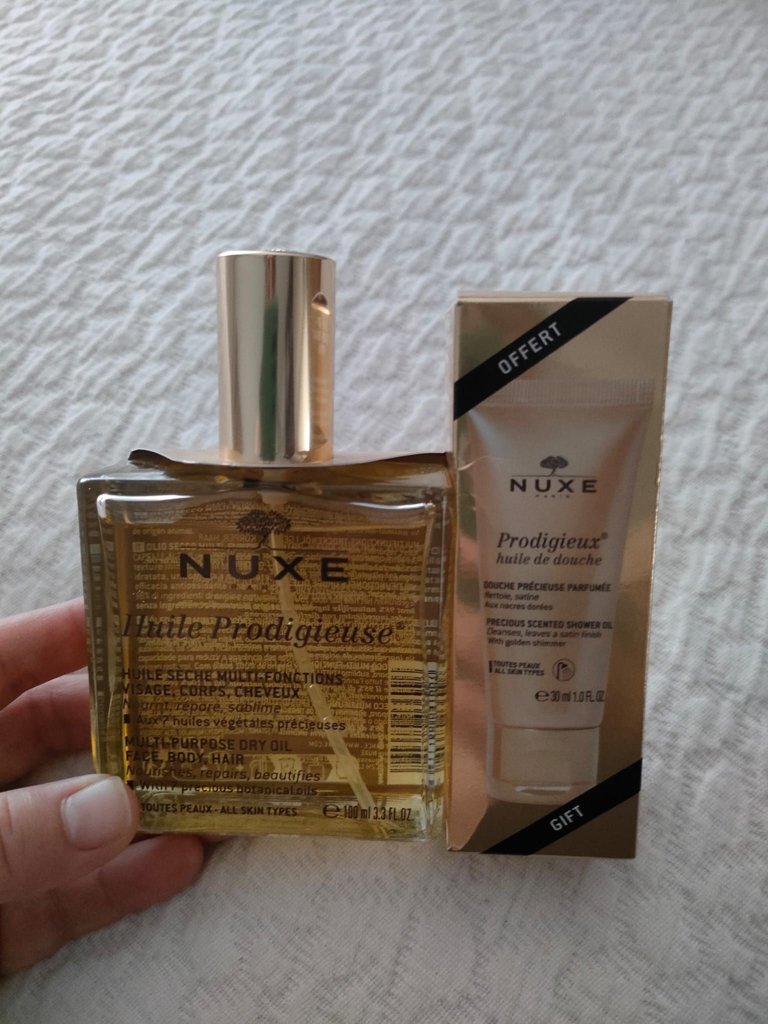 NUXE
Huile Prodigieuse®
HUILE SÈCHE MULTI-FONCTIONS
VISAGE, CORPS, CHEVEUX
Nourrit, répare, sublime
Aux 7 huiles végétales précieuses
MULTI-PURPOSE DRY OIL
FACE, BODY, HAIR
Nourishes, repairs, beautifies
With 7 precious botanical oils
TOUTES PEAUX - ALL SKIN TYPES
℮ 100 ml 3.3 FL.OZ.
OFFERT
NUXE
PARIS
Prodigieux®
huile de douche
DOUCHE PRÉCIEUSE PARFUMÉE
Nettoie, satine
Aux nacres dorées
PRECIOUS SCENTED SHOWER OIL
Cleanses, leaves a satin finish
With golden shimmer
TOUTES PEAUX
ALL SKIN TYPES
℮ 30 ml 1.0 FL.OZ.
GIFT